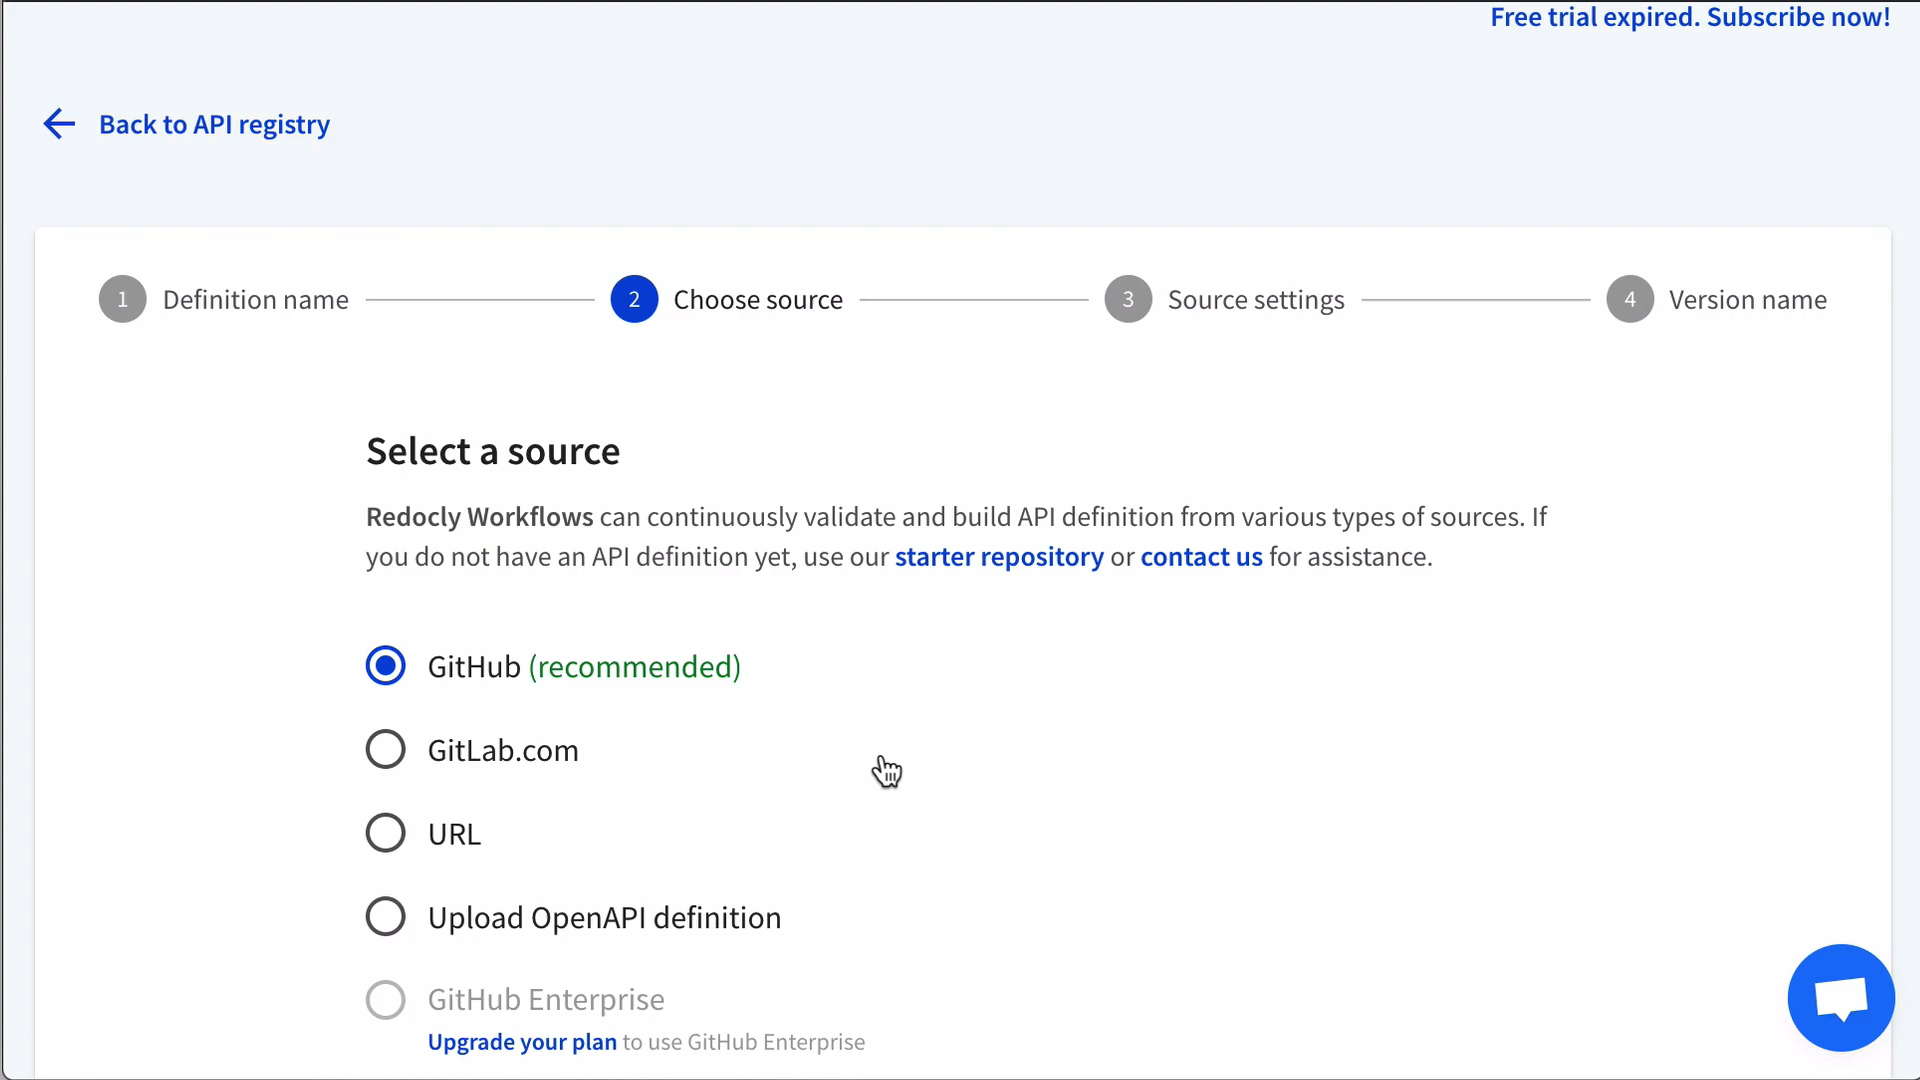 Free trial expired. Subscribe now!
Back to API registry
1 Definition name 2 Choose source 3 Source settings 4 Version name
Select a source
Redocly Workflows can continuously validate and build API definition from various types of sources. If
you do not have an API definition yet, use our starter repository or contact us for assistance.
GitHub (recommended)
GitLab.com
URL
Upload OpenAPI definition
GitHub Enterprise
Upgrade your plan to use GitHub Enterprise